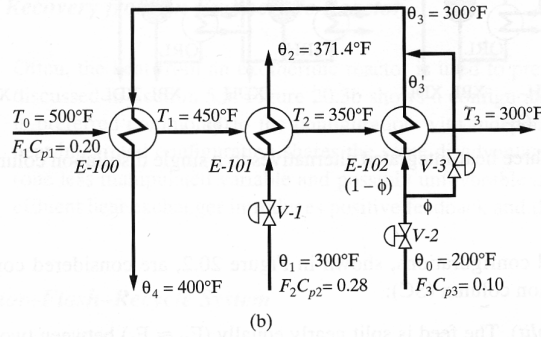 θ3 = 300°F
θ2 = 371.4°F
θ3
T0 = 500°F
T1 = 450°F
T2 = 350°F
T3 = 300°F
F1Cp1 = 0.20
E-100
E-101
E-102
V-3
(1 − ϕ)
ϕ
V-1
V-2
θ1 = 300°F
θ0 = 200°F
θ4 = 400°F
F2Cp2 = 0.28
F3Cp3 = 0.10
(b)